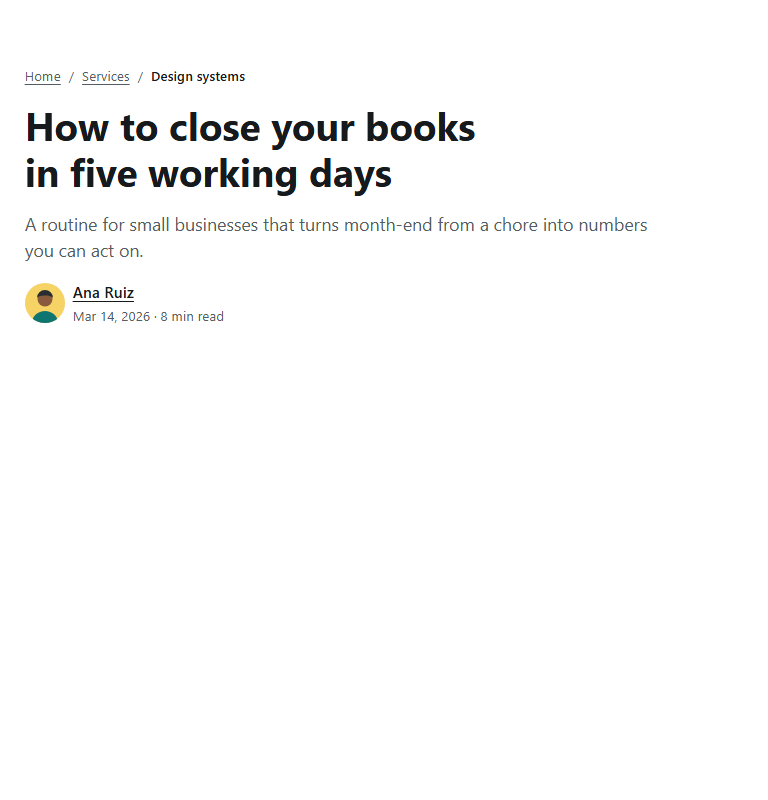 Home / Services / Design systems
How to close your books
in five working days
A routine for small businesses that turns month-end from a chore into numbers
you can act on.
Ana Ruiz
Mar 14, 2026 · 8 min read